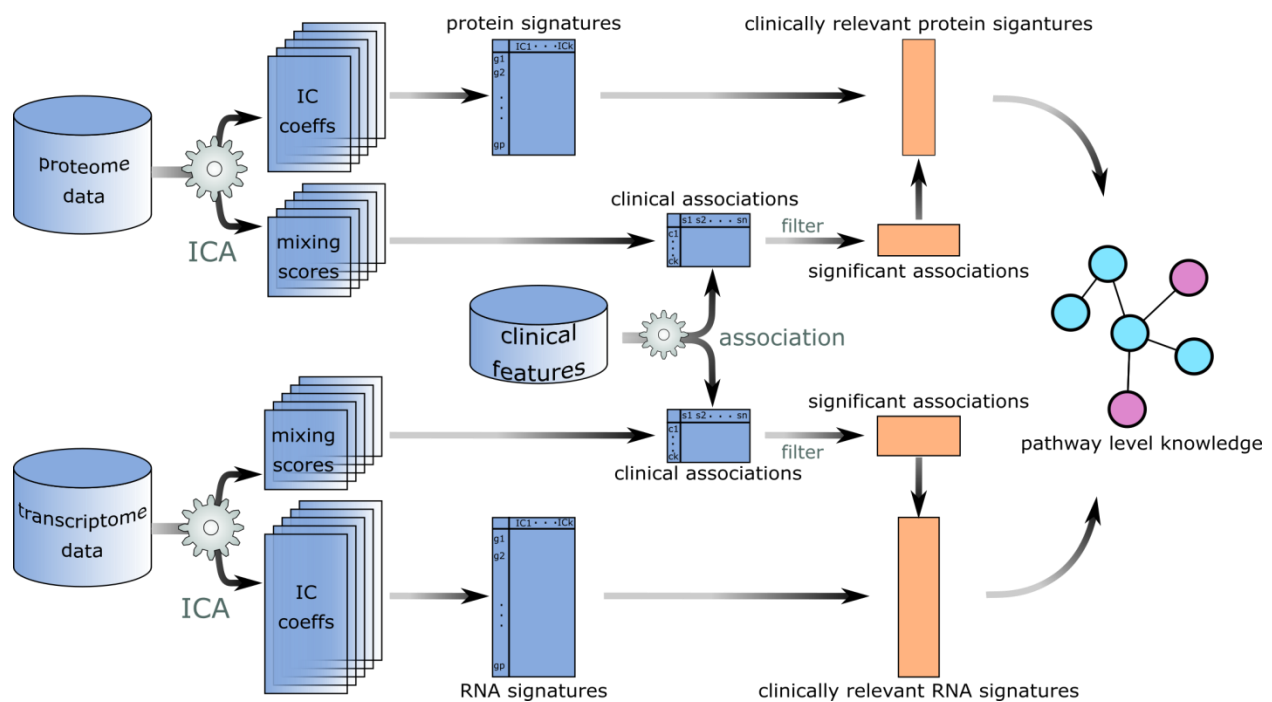 protein signatures
clinically relevant protein sigantures
IC1 · · · ICk
g1
g2
·
·
·
gp
IC
coeffs
proteome
data
ICA
mixing
scores
clinical associations
s1 s2 · · · sn
c1
·
·
ck
filter
significant associations
clinical
features
association
significant associations
s1 s2 · · · sn
c1
·
·
ck
filter
clinical associations
pathway level knowledge
mixing
scores
transcriptome
data
ICA
IC
coeffs
IC1 · · · ICk
g1
g2
·
·
·
gp
RNA signatures
clinically relevant RNA signatures